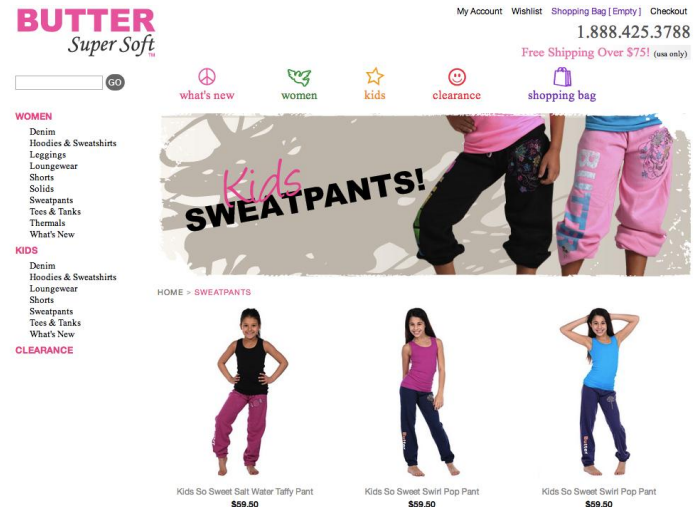 BUTTER
Super Soft
TM
My Account Wishlist Shopping Bag [ Empty ] Checkout
1.888.425.3788
Free Shipping Over $75! (usa only)
GO
what's new women kids clearance shopping bag
WOMEN
Denim
Hoodies & Sweatshirts
Leggings
Loungewear
Shorts
Solids
Sweatpants
Tees & Tanks
Thermals
What's New
KIDS
Denim
Hoodies & Sweatshirts
Loungewear
Shorts
Sweatpants
Tees & Tanks
What's New
CLEARANCE
Kids
SWEATPANTS!
BUTTER
HOME > SWEATPANTS
Kids So Sweet Salt Water Taffy Pant
$59.50
Kids So Sweet Swirl Pop Pant
$59.50
Kids So Sweet Swirl Pop Pant
$59.50